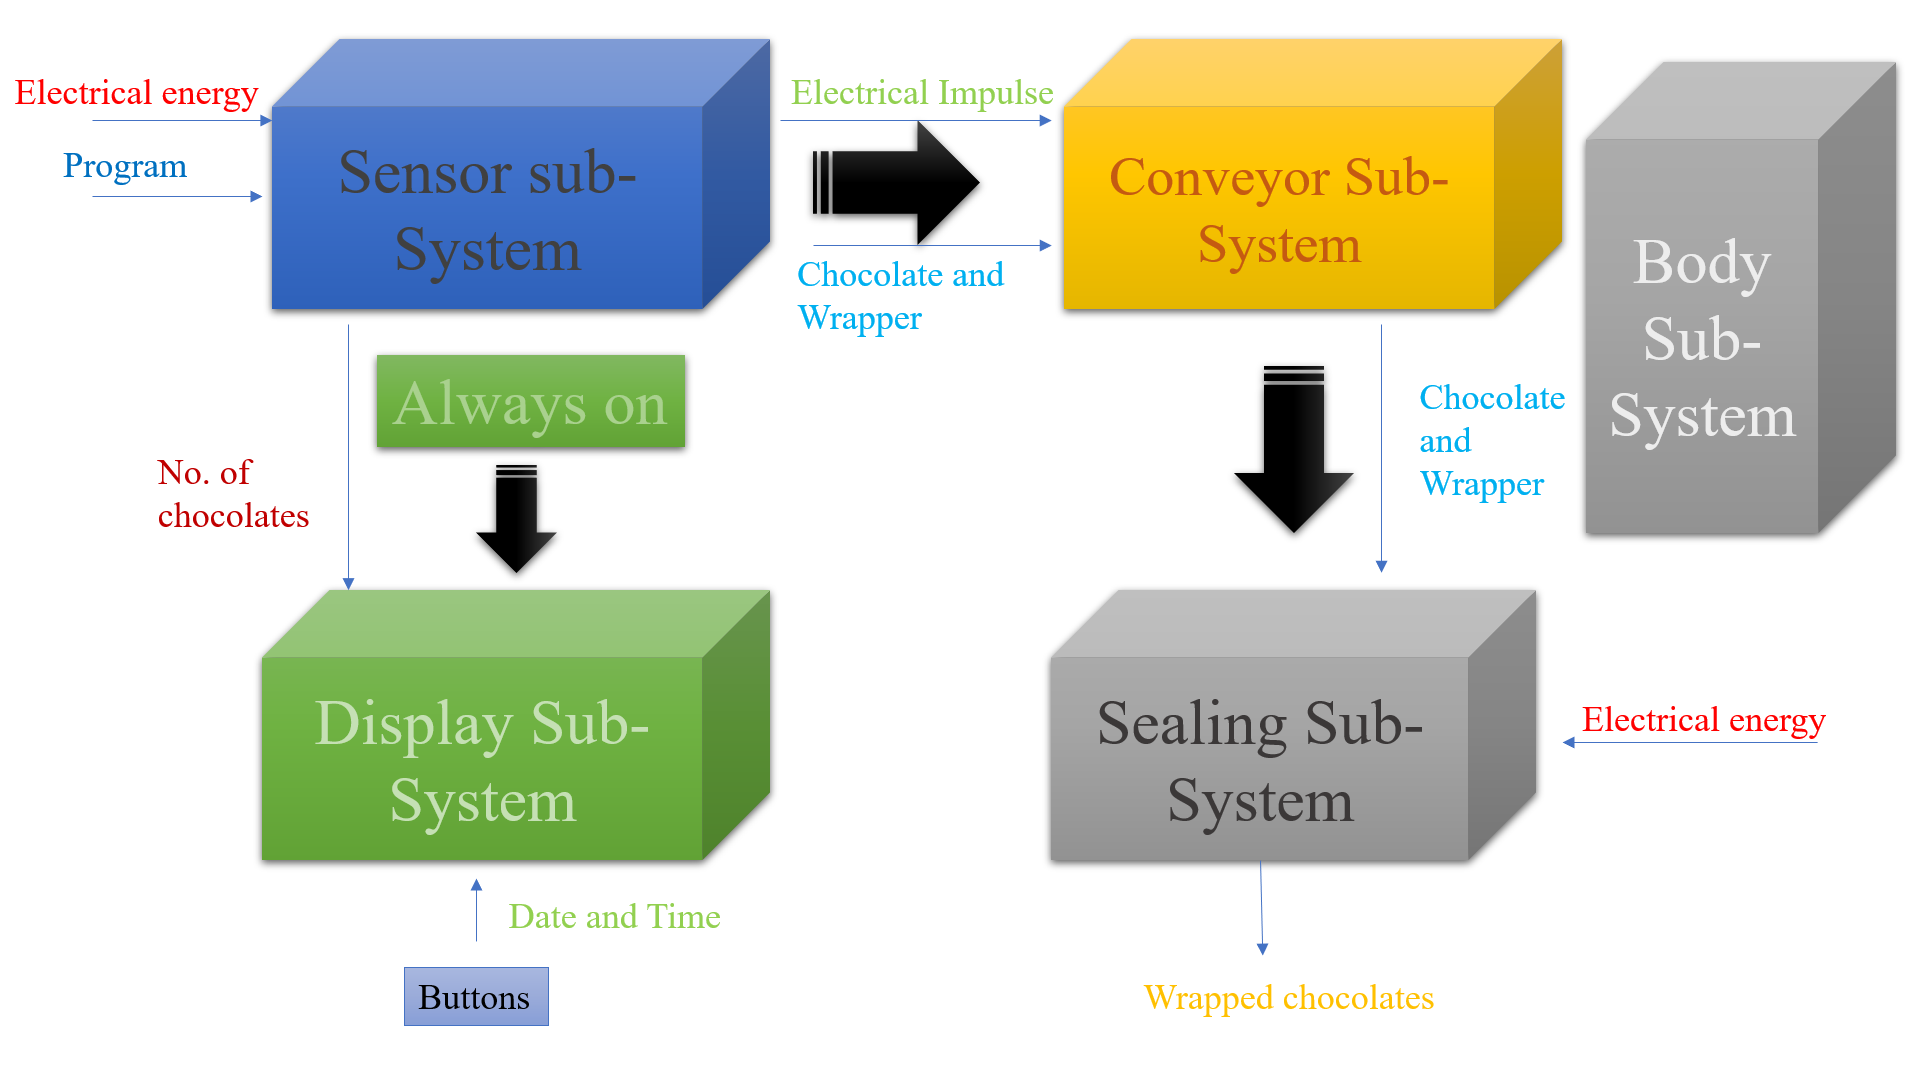 Electrical energy
Program
Sensor sub-
System
Electrical Impulse
Chocolate and
Wrapper
Conveyor Sub-
System
Body
Sub-
System
Always on
No. of
chocolates
Chocolate
and
Wrapper
Display Sub-
System
Sealing Sub-
System
Electrical energy
Date and Time
Buttons
Wrapped chocolates